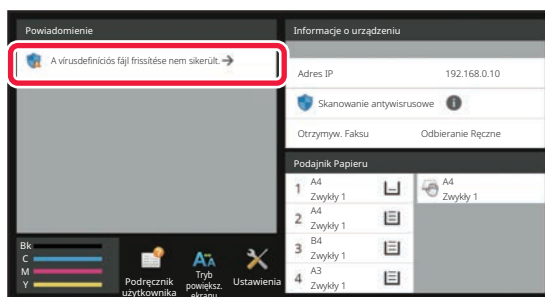 Powiadomienie
A vírusdefiníciós fájl frissítése nem sikerült.
Informacje o urządzeniu
Adres IP 192.168.0.10
Skanowanie antywisrusowe
Otrzymyw. Faksu Odbieranie Ręczne
Podajnik Papieru
1 A4
Zwykły 1
A4
Zwykły 1
2 A4
Zwykły 1
3 B4
Zwykły 1
4 A3
Zwykły 1
Bk
C
M
Y
Podręcznik
użytkownika
Tryb
powiększ.
ekranu
Ustawienia